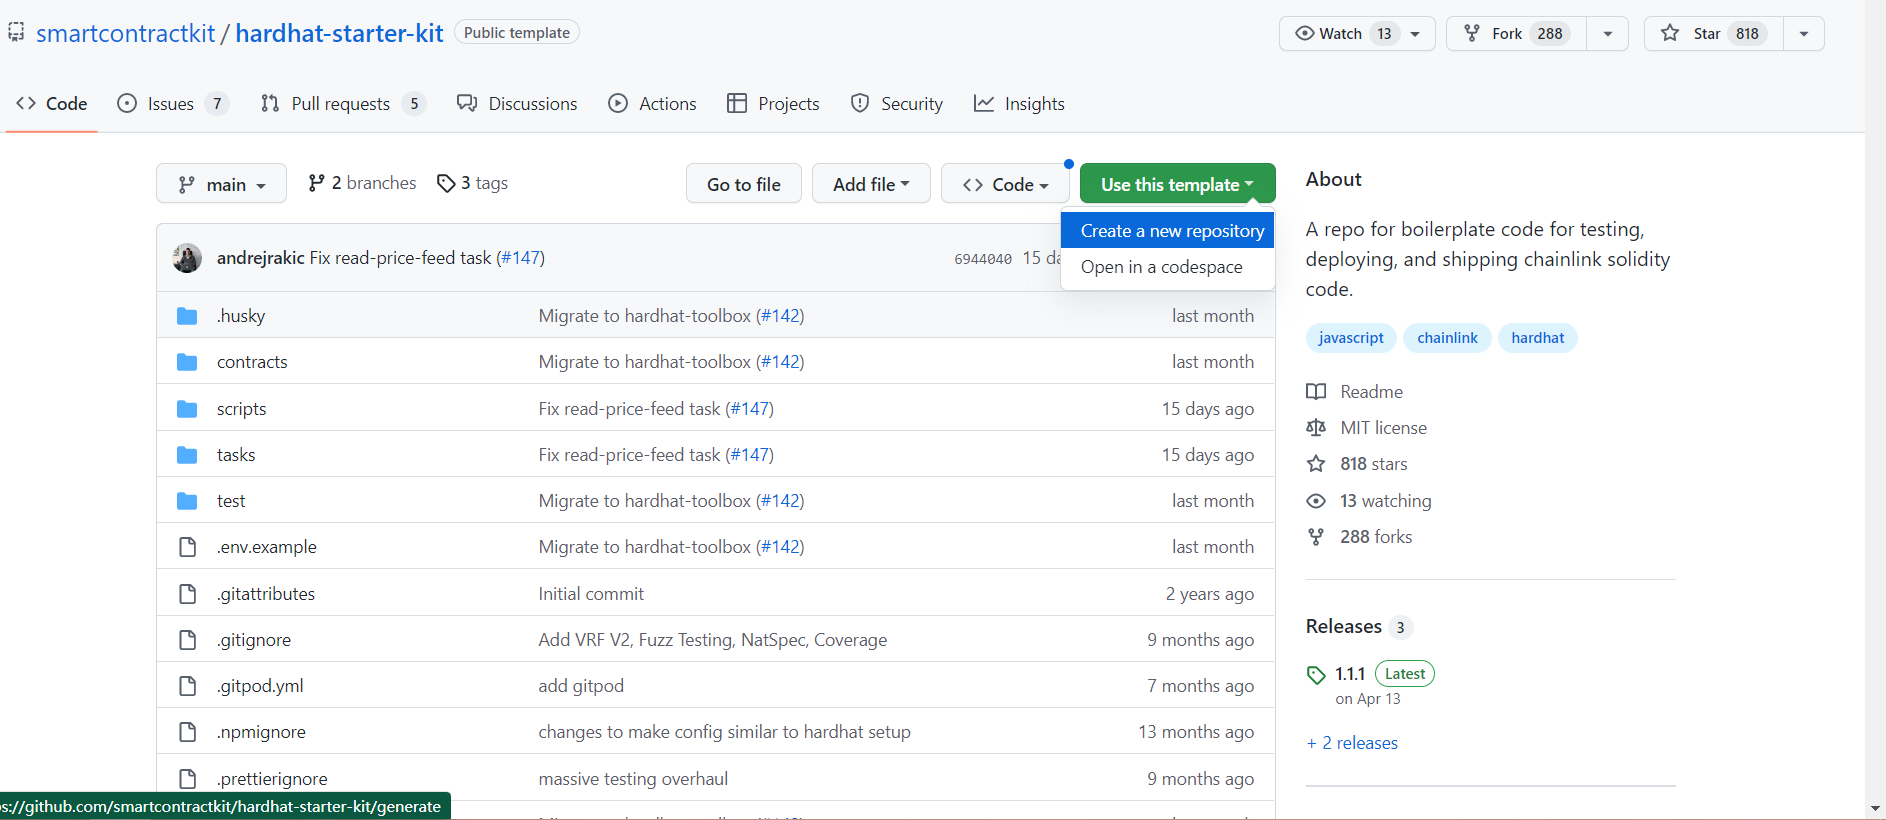 smartcontractkit / hardhat-starter-kit Public template
Watch 13
Fork 288
Star 818
Code
Issues 7
Pull requests 5
Discussions
Actions
Projects
Security
Insights
main
2 branches
3 tags
Go to file
Add file
Code
Use this template
Create a new repository
Open in a codespace
andrejrakic Fix read-price-feed task (#147)
6944040 15 da
.husky Migrate to hardhat-toolbox (#142) last month
contracts Migrate to hardhat-toolbox (#142) last month
scripts Fix read-price-feed task (#147) 15 days ago
tasks Fix read-price-feed task (#147) 15 days ago
test Migrate to hardhat-toolbox (#142) last month
.env.example Migrate to hardhat-toolbox (#142) last month
.gitattributes Initial commit 2 years ago
.gitignore Add VRF V2, Fuzz Testing, NatSpec, Coverage 9 months ago
.gitpod.yml add gitpod 7 months ago
.npmignore changes to make config similar to hardhat setup 13 months ago
.prettierignore massive testing overhaul 9 months ago
s://github.com/smartcontractkit/hardhat-starter-kit/generate
About
A repo for boilerplate code for testing,
deploying, and shipping chainlink solidity
code.
javascript chainlink hardhat
Readme
MIT license
818 stars
13 watching
288 forks
Releases 3
1.1.1 Latest
on Apr 13
+ 2 releases